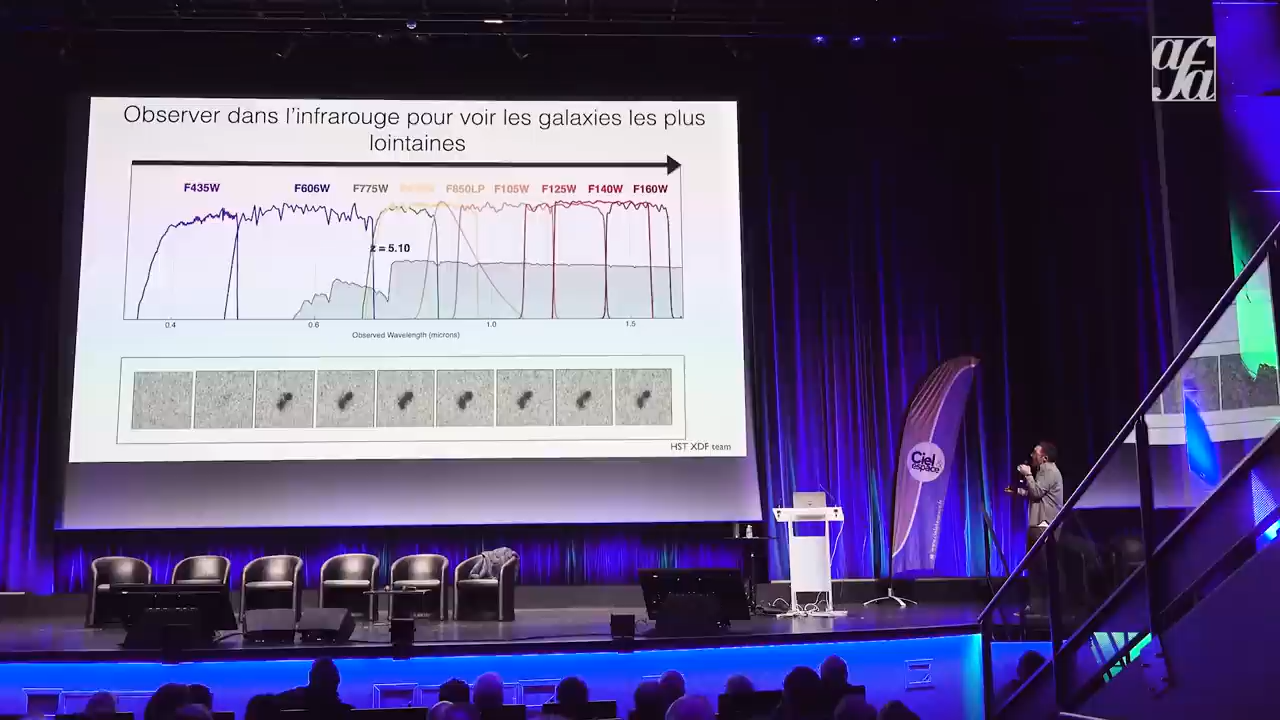 afa
Observer dans l'infrarouge pour voir les galaxies les plus
lointaines
F435W F606W F775W F850LP F105W F125W F140W F160W
z = 5.10
0.4 0.6 1.0 1.5
Observed Wavelength (microns)
HST XDF team
Ciel
espace